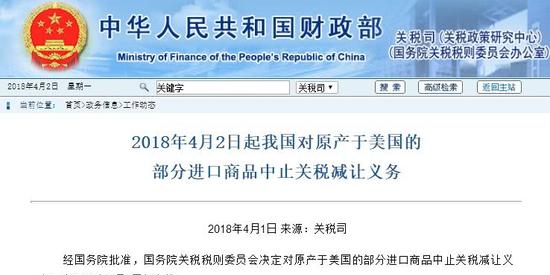 中华人民共和国财政部
Ministry of Finance of the People's Republic of China
关税司（关税政策研究中心）
（国务院关税税则委员会办公室）
2018年4月2日 星期一
关键字
关税司
搜 索
高级检索
返回主站
当前位置：首页>政务信息>工作动态
2018年4月2日起我国对原产于美国的
部分进口商品中止关税减让义务
2018年4月1日 来源：关税司
经国务院批准，国务院关税税则委员会决定对原产于美国的部分进口商品中止关税减让义